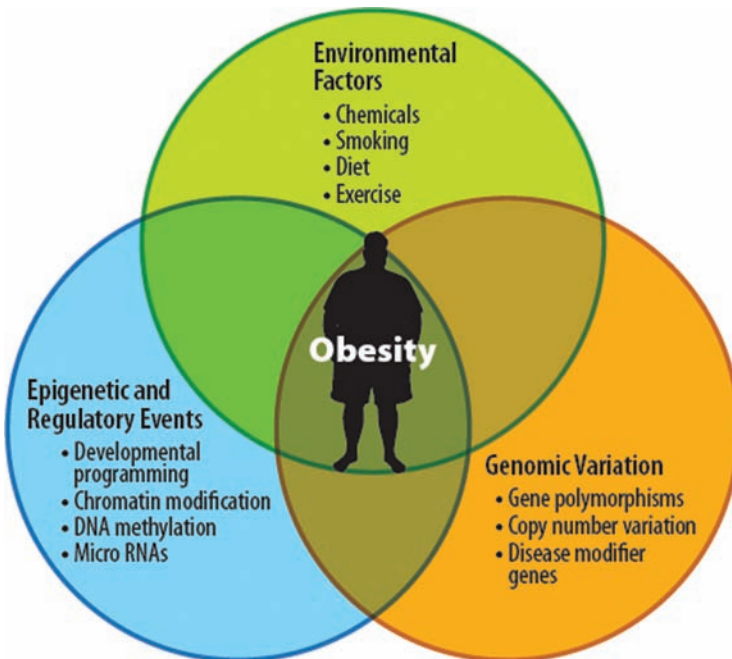 Environmental
Factors
• Chemicals
• Smoking
• Diet
• Exercise
Obesity
Epigenetic and
Regulatory Events
• Developmental
programming
• Chromatin modification
• DNA methylation
• Micro RNAs
Genomic Variation
• Gene polymorphisms
• Copy number variation
• Disease modifier
genes